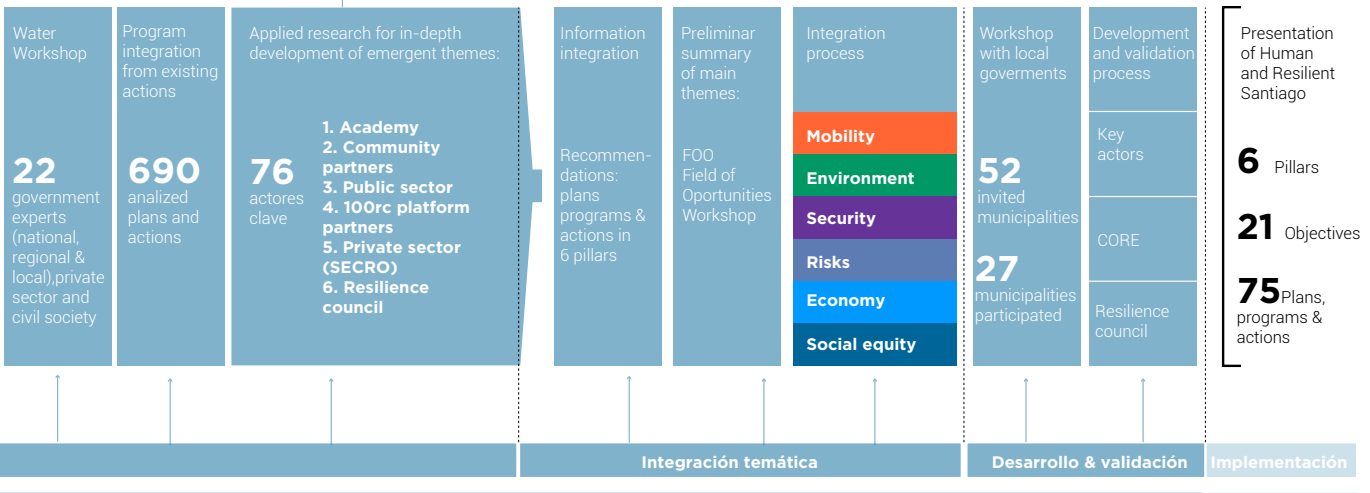 Water
Workshop
22
government
experts
(national,
regional &
local),private
sector and
civil society
Program
integration
from existing
actions
690
analized
plans and
actions
Applied research for in-depth
development of emergent themes:
76
actores
clave
1. Academy
2. Community
partners
3. Public sector
4. 100rc platform
partners
5. Private sector
(SECRO)
6. Resilience
council
Information
integration
Recommen-
dations:
plans
programs &
actions in
6 pillars
Preliminar
summary
of main
themes:
FOO
Field of
Oportunities
Workshop
Integration
process
Mobility
Environment
Security
Risks
Economy
Social equity
Workshop
with local
goverments
52
invited
municipalities
27
municipalities
participated
Development
and validation
process
Key
actors
CORE
Resilience
council
Presentation
of Human
and Resilient
Santiago
6 Pillars
21 Objectives
75 Plans,
programs &
actions
Integración temática
Desarrollo & validación
Implementación